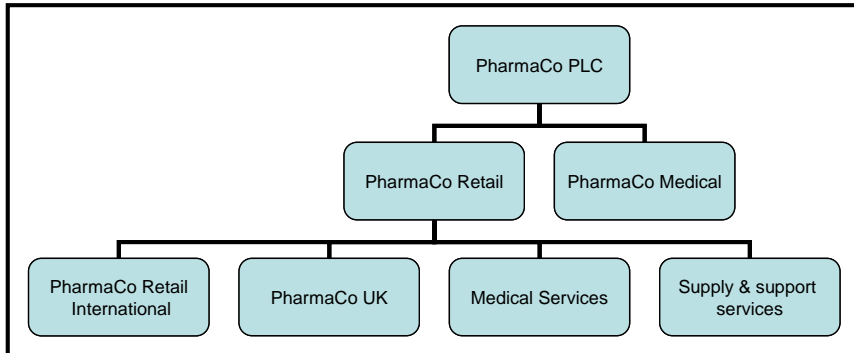 PharmaCo PLC
PharmaCo Retail
PharmaCo Medical
PharmaCo Retail
International
PharmaCo UK
Medical Services
Supply & support
services